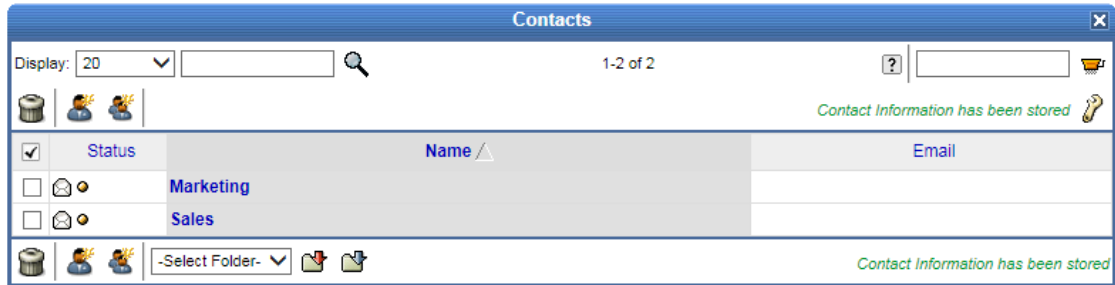 Contacts
Display: 20 1-2 of 2 ?
Contact Information has been stored
Status Name Email
Marketing
Sales
-Select Folder- Contact Information has been stored